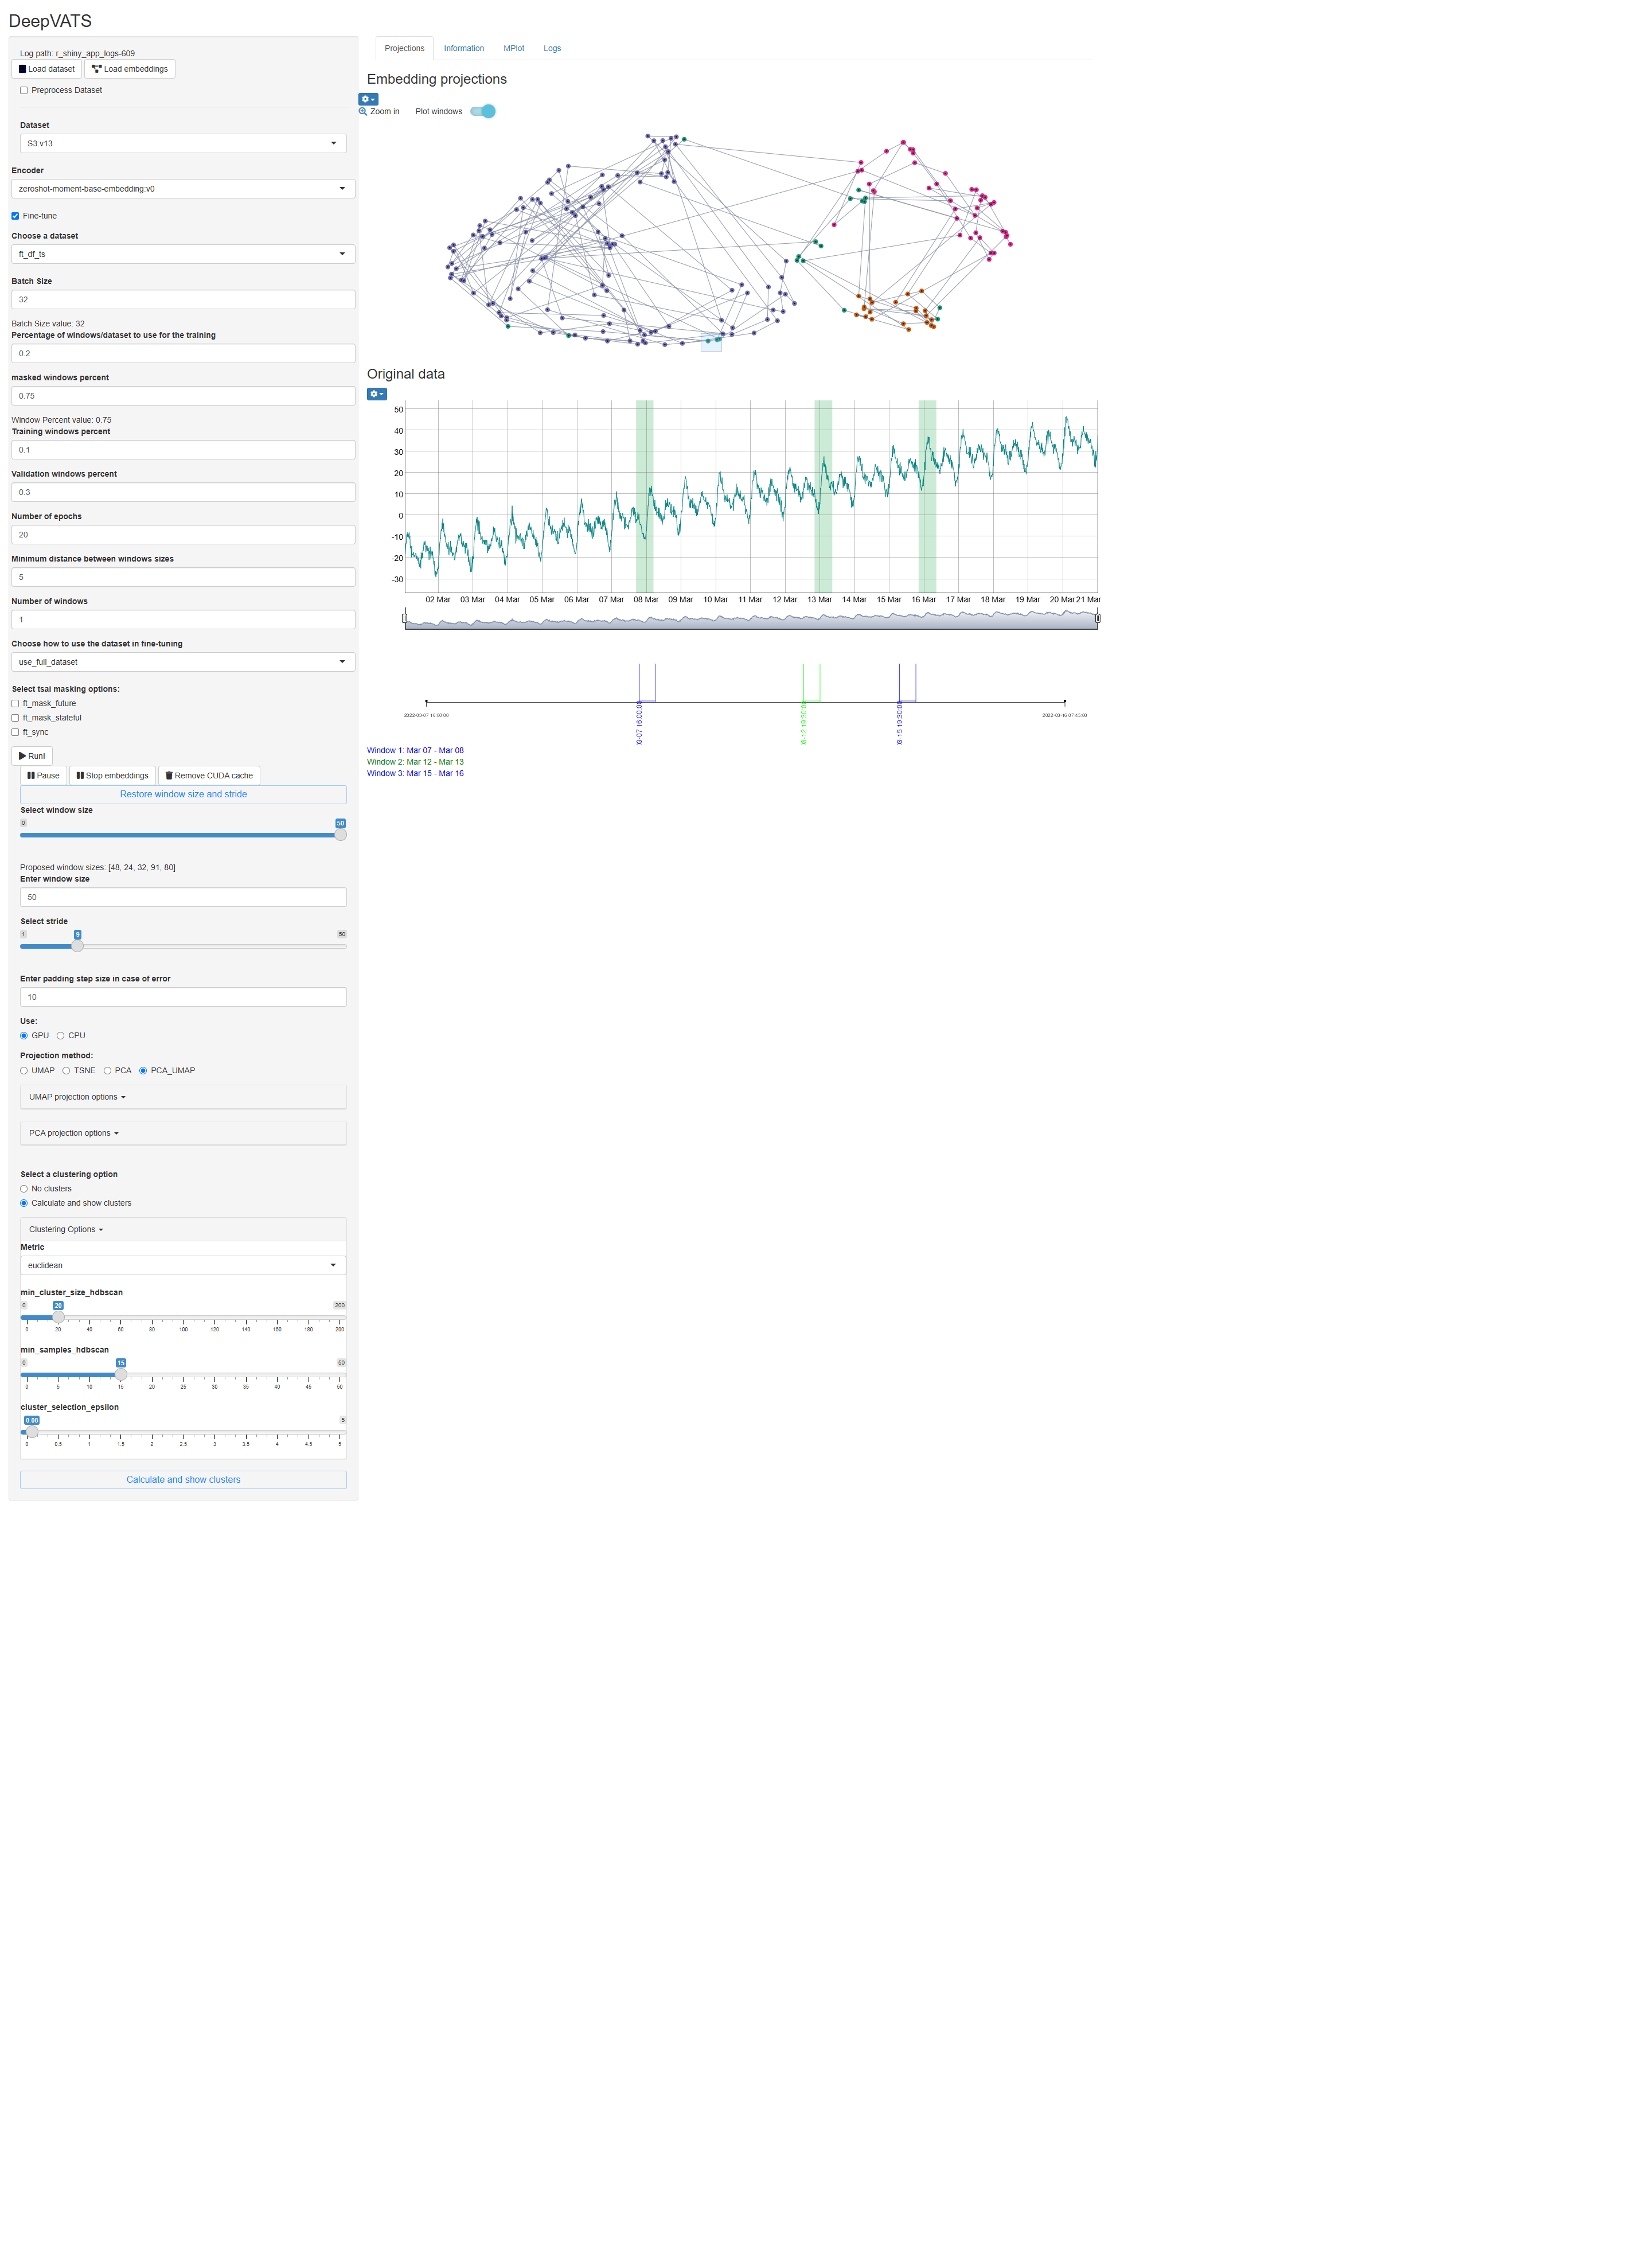 DeepVATS
Log path: r_shiny_app_logs-609
Load dataset
Load embeddings
Preprocess Dataset
Dataset
S3:v13
Encoder
zeroshot-moment-base-embedding:v0
Fine-tune
Choose a dataset
ft_df_ts
Batch Size
32
Batch Size value: 32
Percentage of windows/dataset to use for the training
0.2
masked windows percent
0.75
Window Percent value: 0.75
Training windows percent
0.1
Validation windows percent
0.3
Number of epochs
20
Minimum distance between windows sizes
5
Number of windows
1
Choose how to use the dataset in fine-tuning
use_full_dataset
Select tsai masking options:
ft_mask_future
ft_mask_stateful
ft_sync
Run!
Pause
Stop embeddings
Remove CUDA cache
Restore window size and stride
Select window size
0
50
Proposed window sizes: [48, 24, 32, 91, 80]
Enter window size
50
Select stride
1
9
50
Enter padding step size in case of error
10
Use:
GPU CPU
Projection method:
UMAP TSNE PCA PCA_UMAP
UMAP projection options
PCA projection options
Select a clustering option
No clusters
Calculate and show clusters
Clustering Options
Metric
euclidean
min_cluster_size_hdbscan
0 20 200
0 20 40 60 80 100 120 140 160 180 200
min_samples_hdbscan
0 15 50
0 5 10 15 20 25 30 35 40 45 50
cluster_selection_epsilon
0.08 5
0 0.5 1 1.5 2 2.5 3 3.5 4 4.5 5
Calculate and show clusters
Projections Information MPlot Logs
Embedding projections
Zoom in Plot windows
Original data
50
40
30
20
10
0
-10
-20
-30
02 Mar 03 Mar 04 Mar 05 Mar 06 Mar 07 Mar 08 Mar 09 Mar 10 Mar 11 Mar 12 Mar 13 Mar 14 Mar 15 Mar 16 Mar 17 Mar 18 Mar 19 Mar 20 Mar 21 Mar
2022-03-07 16:00:00
2022-03-16 07:45:00
03-07 16:00:00
03-12 19:30:00
03-15 19:30:00
Window 1: Mar 07 - Mar 08
Window 2: Mar 12 - Mar 13
Window 3: Mar 15 - Mar 16